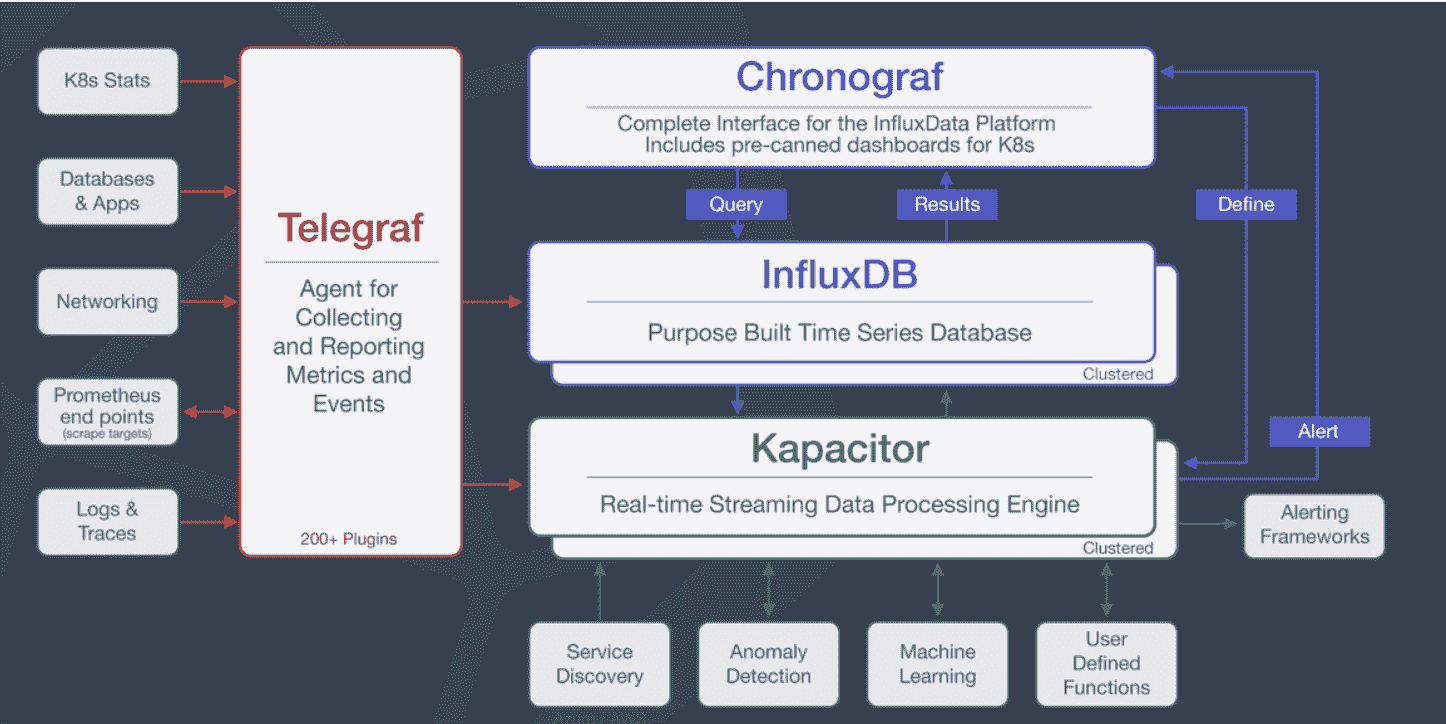 K8s Stats
Databases
& Apps
Networking
Prometheus
end points
(scrape targets)
Logs &
Traces
Telegraf
Agent for
Collecting
and Reporting
Metrics and
Events
200+ Plugins
Chronograf
Complete Interface for the InfluxData Platform
Includes pre-canned dashboards for K8s
Query
Results
Define
InfluxDB
Purpose Built Time Series Database
Clustered
Kapacitor
Real-time Streaming Data Processing Engine
Clustered
Alert
Alerting
Frameworks
Service
Discovery
Anomaly
Detection
Machine
Learning
User
Defined
Functions